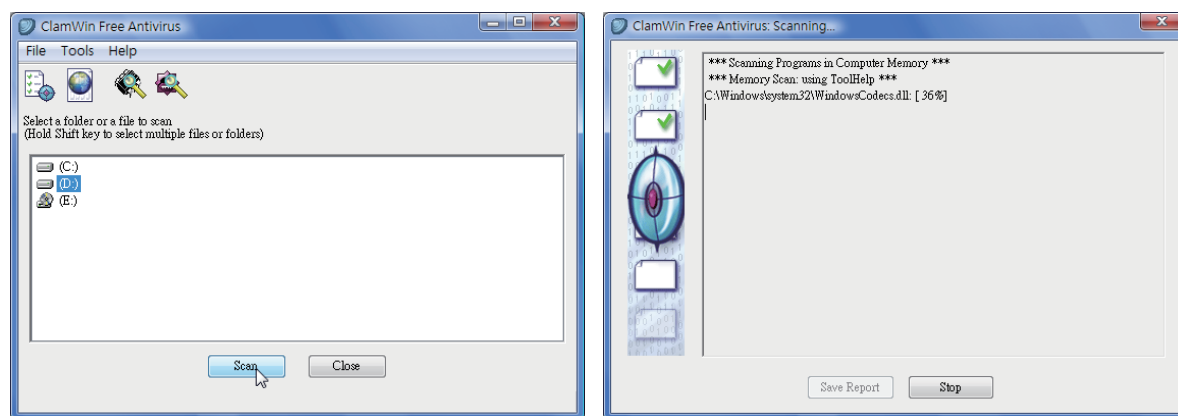 ClamWin Free Antivirus
File Tools Help
Select a folder or a file to scan
(Hold Shift key to select multiple files or folders)
(C:)
(D:)
(E:)
Scan Close
ClamWin Free Antivirus: Scanning...
*** Scanning Programs in Computer Memory ***
*** Memory Scan: using ToolHelp ***
C:\Windows\system32\WindowsCodecs.dll: [ 36%]
Save Report Stop